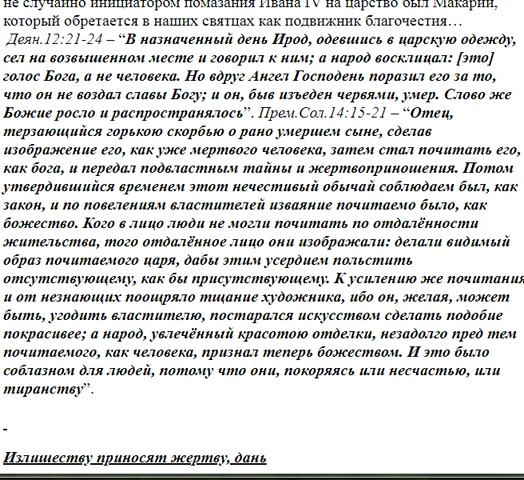 не случайно инициатором помазания Ивана IV на царство был Макарий,
который обретается в наших святцах как подвижник благочестия…
Деян.12:21-24 – “В назначенный день Ирод, одевшись в царскую одежду,
сел на возвышенном месте и говорил к ним; а народ восклицал: [это]
голос Бога, а не человека. Но вдруг Ангел Господень поразил его за то,
что он не воздал славы Богу; и он, быв изъеден червями, умер. Слово же
Божие росло и распространялось”. Прем.Сол.14:15-21 – “Отец,
терзающийся горькою скорбью о рано умершем сыне, сделав
изображение его, как уже мертвого человека, затем стал почитать его,
как бога, и передал подвластным тайны и жертвоприношения. Потом
утвердившийся временем этот нечестивый обычай соблюдаем был, как
закон, и по повелениям властителей изваяние почитаемо было, как
божество. Кого в лицо люди не могли почитать по отдалённости
жительства, того отдалённое лицо они изображали: делали видимый
образ почитаемого царя, дабы этим усердием польстить
отсутствующему, как бы присутствующему. К усилению же почитания
и от незнающих поощряло тщание художника, ибо он, желая, может
быть, угодить властителю, постарался искусством сделать подобие
покрасивее; а народ, увлечённый красотою отделки, незадолго пред тем
почитаемого, как человека, признал теперь божеством. И это было
соблазном для людей, потому что они, покоряясь или несчастью, или
тиранству”.
-
Излишеству приносят жертву, дань